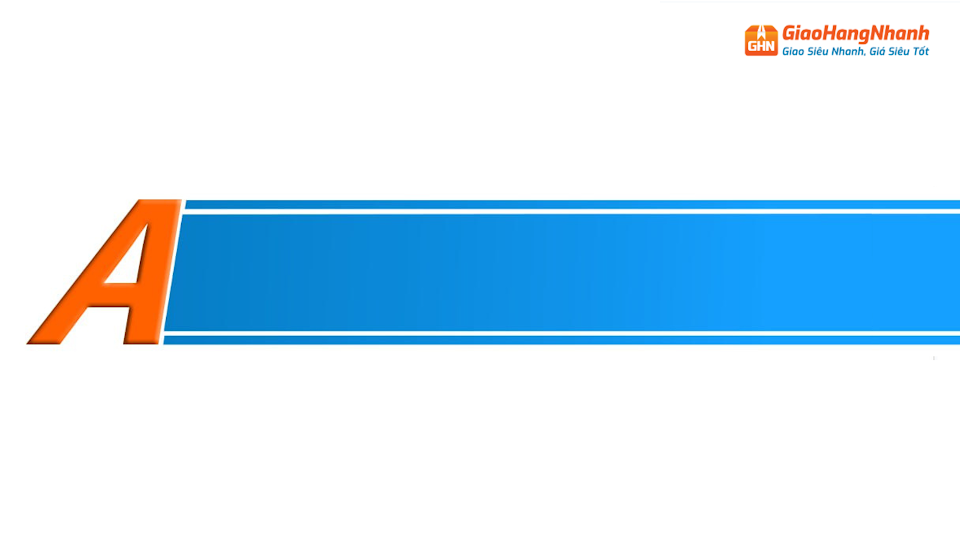 GHN
GiaoHangNhanh
Giao Siêu Nhanh, Giá Siêu Tốt
A